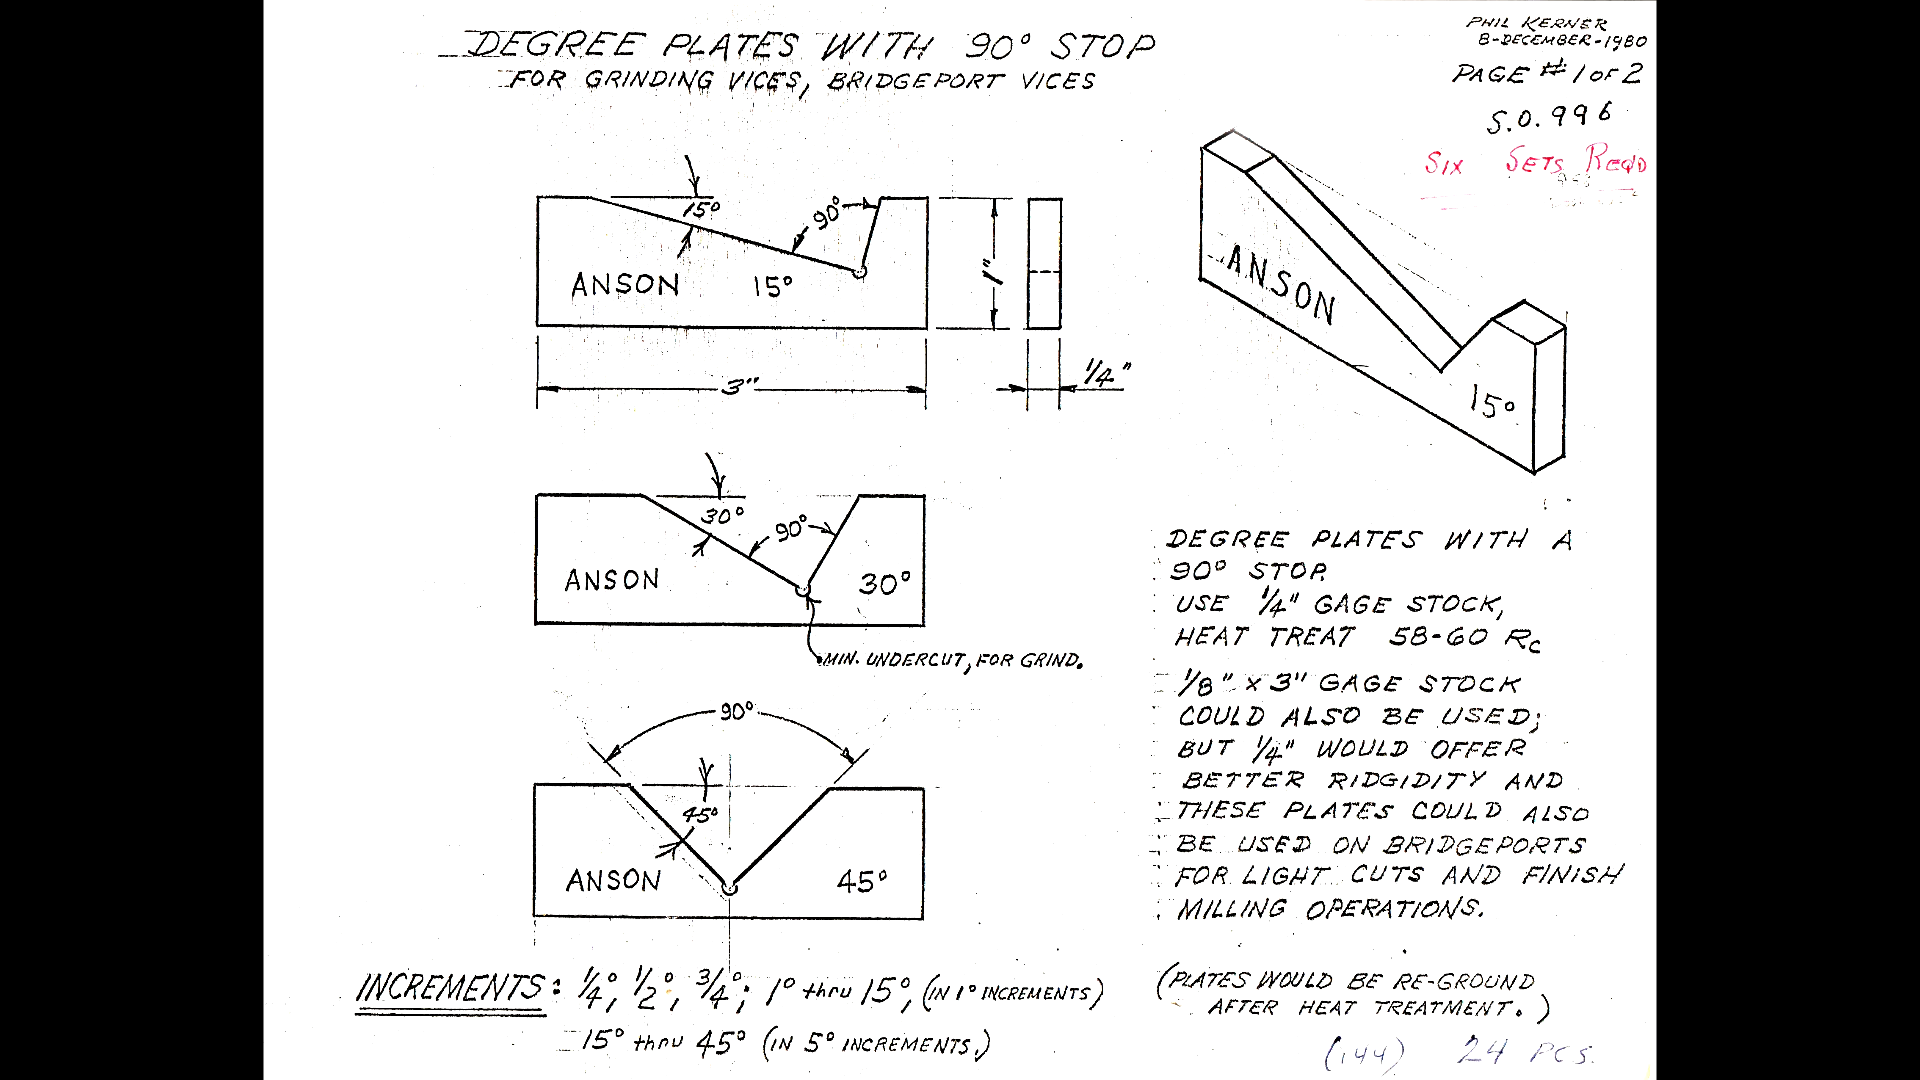 DEGREE PLATES WITH 90° STOP
FOR GRINDING VICES, BRIDGEPORT VICES
PHIL KERNER
8-DECEMBER-1980
PAGE # 1 OF 2
S.O. 996
SIX SETS REQD
15°
90°
ANSON 15°
1"
3"
1/4"
ANSON
15°
30°
90°
ANSON 30°
MIN. UNDERCUT, FOR GRIND.
90°
45°
ANSON 45°
DEGREE PLATES WITH A
90° STOP.
USE 1/4" GAGE STOCK,
HEAT TREAT 58-60 Rc
1/8" x 3" GAGE STOCK
COULD ALSO BE USED;
BUT 1/4" WOULD OFFER
BETTER RIDGIDITY AND
THESE PLATES COULD ALSO
BE USED ON BRIDGEPORTS
FOR LIGHT CUTS AND FINISH
MILLING OPERATIONS.
INCREMENTS: 1/4°, 1/2°, 3/4°; 1° thru 15°, (IN 1° INCREMENTS)
15° thru 45° (IN 5° INCREMENTS.)
(PLATES WOULD BE RE-GROUND
AFTER HEAT TREATMENT.)
(144) 24 PCS.